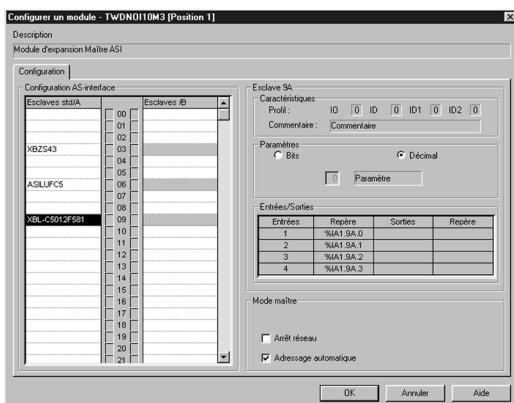 Configurer un module - TWDNOI10M3 [Position 1]
Description
Module d'expansion Maître ASI
Configuration
Configuration AS-interface
Esclaves std/A Esclaves /B
00
01
02
XBZS43 03
04
05
ASILUFC5 06
07
08
XBL-CS012F581 09
10
11
12
13
14
15
16
17
18
19
20
21
Esclave 9A
Caractéristiques
Profil : IO 0 ID 0 ID1 0 ID2 0
Commentaire : Commentaire
Paramètres
Bits Décimal
0 Paramètre
Entrées/Sorties
Entrées Repère Sorties Repère
1 %IA1.9A.0
2 %IA1.9A.1
3 %IA1.9A.2
4 %IA1.9A.3
Mode maître
Arrêt réseau
Adressage automatique
OK Annuler Aide